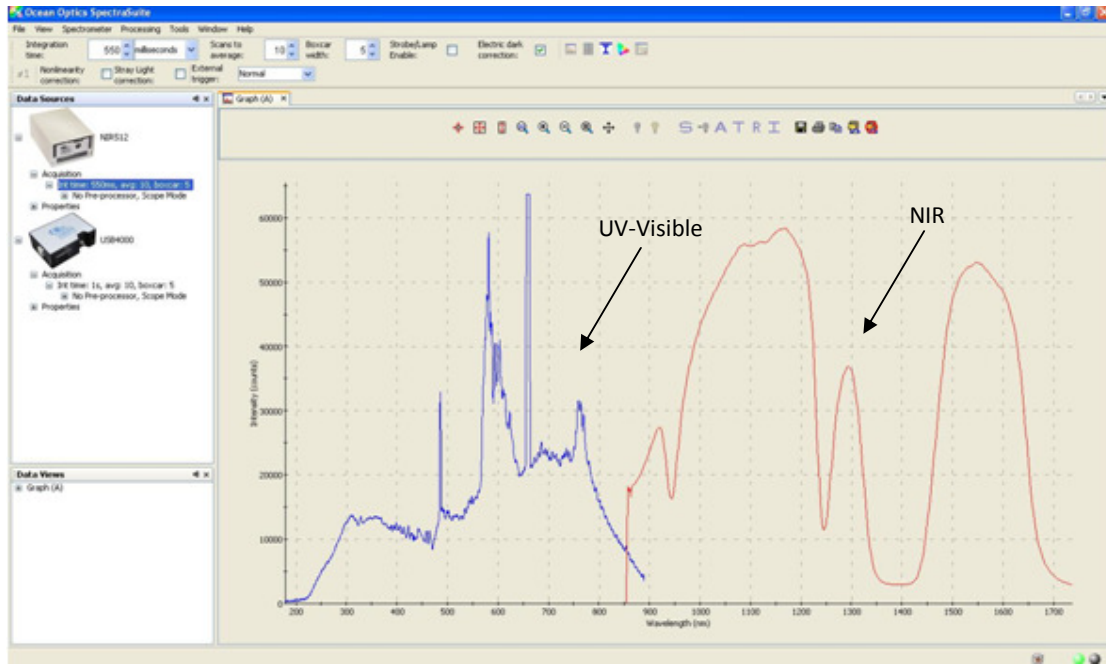 Ocean Optics SpectraSuite
File View Spectrometer Processing Tools Window Help
Integration time: 550 milliseconds Scans to average: 10 Boxcar width: 5 Strobe/Lamp Enable: Electric dark correction:
Nonlinearity correction: Stray Light correction: External trigger: Normal
Data Sources
Graph (A)
NIR512
S A T R I
Acquisition
Int time: 550ms, avg: 10, boxcar: 5
No Pre-processor, Scope Mode
Properties
USB4000
Acquisition
Int time: 1s, avg: 10, boxcar: 5
No Pre-processor, Scope Mode
Properties
Data Views
Graph (A)
UV-Visible
NIR
60000
50000
40000
30000
20000
10000
0
Intensity (counts)
200 300 400 500 600 700 800 900 1000 1100 1200 1300 1400 1500 1600 1700
Wavelength (nm)